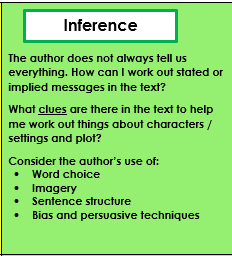 Inference
The author does not always tell us
everything. How can I work out stated or
implied messages in the text?
What clues are there in the text to help
me work out things about characters /
settings and plot?
Consider the author's use of:
• Word choice
• Imagery
• Sentence structure
• Bias and persuasive techniques